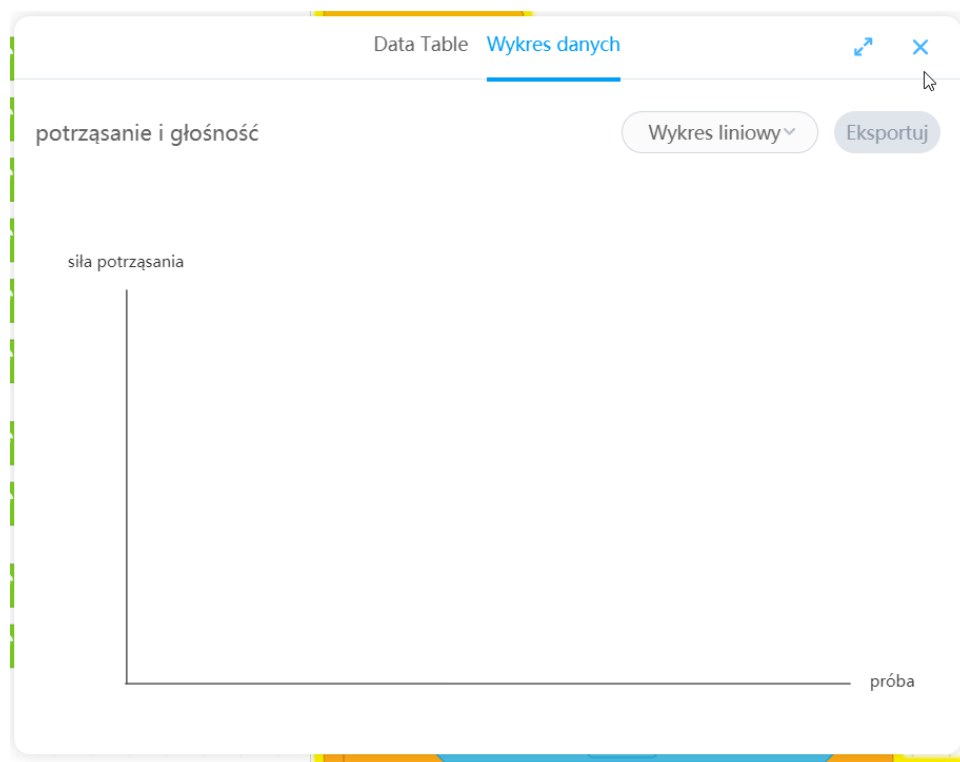 Data Table Wykres danych
potrząsanie i głośność Wykres liniowy Eksportuj
siła potrząsania
próba